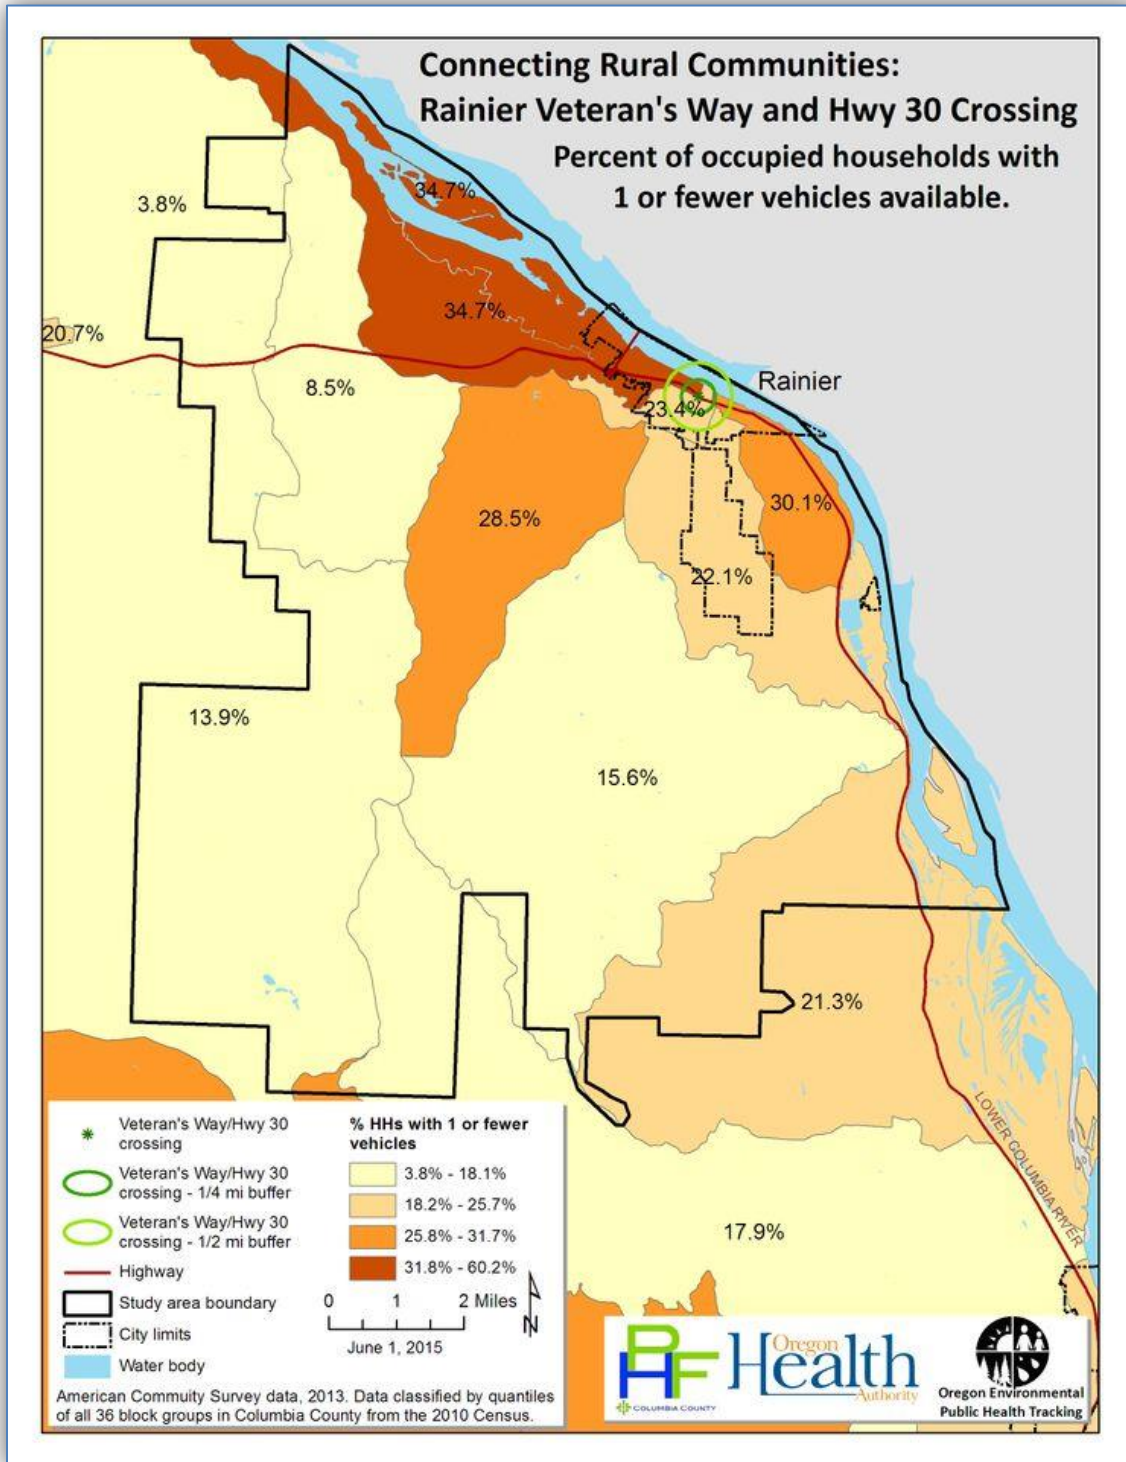 Connecting Rural Communities:
Rainier Veteran's Way and Hwy 30 Crossing
Percent of occupied households with
1 or fewer vehicles available.
3.8%
34.7%
34.7%
20.7%
8.5%
Rainier
23.4%
28.5%
30.1%
22.1%
13.9%
15.6%
21.3%
LOWER COLUMBIA RIVER
17.9%
Veteran's Way/Hwy 30
crossing
Veteran's Way/Hwy 30
crossing - 1/4 mi buffer
Veteran's Way/Hwy 30
crossing - 1/2 mi buffer
Highway
Study area boundary
City limits
Water body
% HHs with 1 or fewer
vehicles
3.8% - 18.1%
18.2% - 25.7%
25.8% - 31.7%
31.8% - 60.2%
0 1 2 Miles
N
June 1, 2015
American Commuity Survey data, 2013. Data classified by quantiles
of all 36 block groups in Columbia County from the 2010 Census.
PHF
COLUMBIA COUNTY
Oregon
Health
Authority
Oregon Environmental
Public Health Tracking